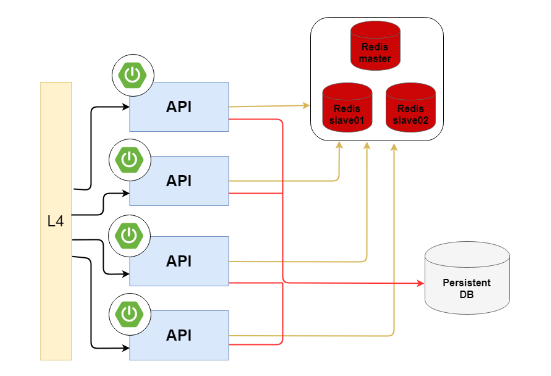 Redis
master
Redis
slave01
Redis
slave02
API
API
API
API
L4
Persistent
DB